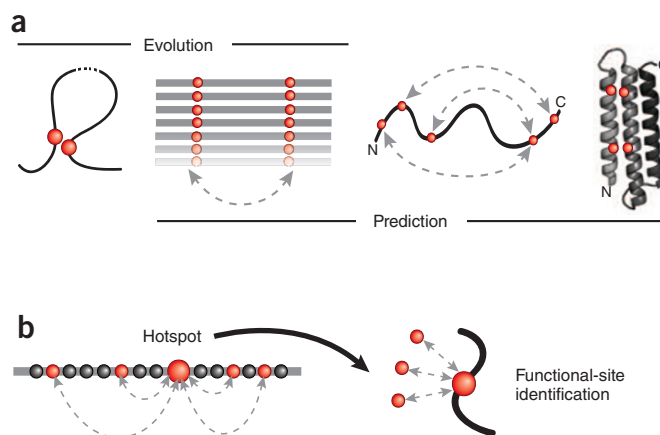 a
Evolution
N
C
N
Prediction
b
Hotspot
Functional-site
identification